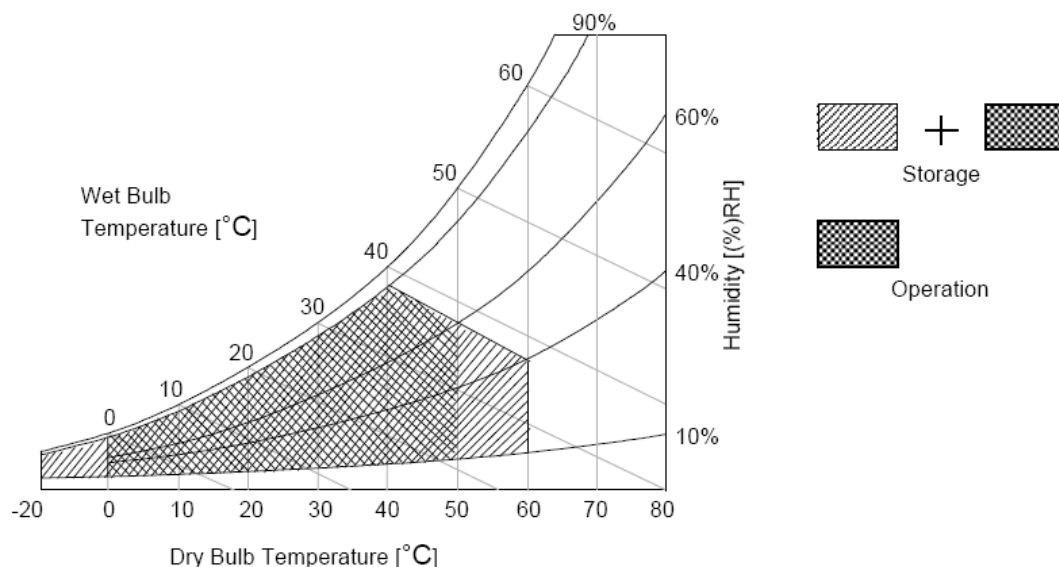 90%
60
60%
50
Wet Bulb
Temperature [°C]
40
40%
30
20
10
0
10%
Humidity [(%)RH]
-20 0 10 20 30 40 50 60 70 80
Dry Bulb Temperature [°C]
+
Storage
Operation